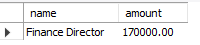 name amount
Finance Director 170000.00